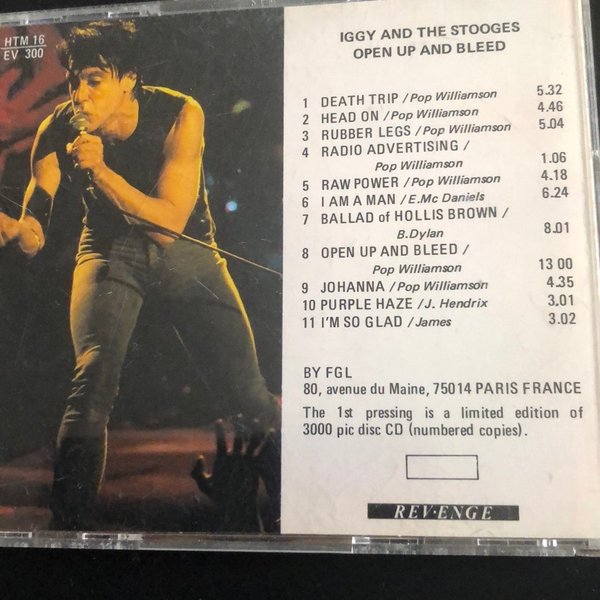 HTM 16
EV 300
IGGY AND THE STOOGES
OPEN UP AND BLEED
1 DEATH TRIP / Pop Williamson 5.32
2 HEAD ON / Pop Williamson 4.46
3 RUBBER LEGS / Pop Williamson 5.04
4 RADIO ADVERTISING /
Pop Williamson 1.06
5 RAW POWER / Pop Williamson 4.18
6 I AM A MAN / E.Mc Daniels 6.24
7 BALLAD of HOLLIS BROWN /
B.Dylan 8.01
8 OPEN UP AND BLEED /
Pop Williamson 13 00
9 JOHANNA / Pop Williamson 4.35
10 PURPLE HAZE / J. Hendrix 3.01
11 I'M SO GLAD / James 3.02
BY FGL
80, avenue du Maine, 75014 PARIS FRANCE
The 1st pressing is a limited edition of
3000 pic disc CD (numbered copies).
REV·ENGE